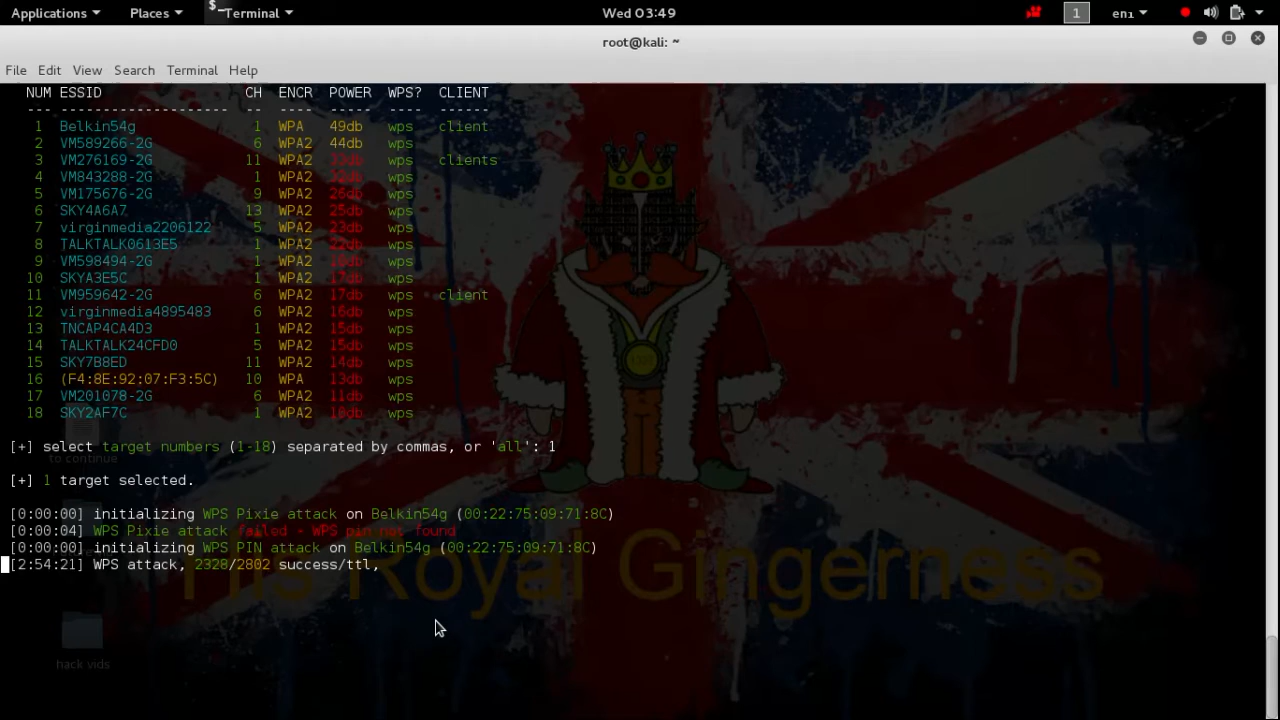 Applications Places Terminal Wed 03:49 1 en1
root@kali: ~
File Edit View Search Terminal Help
NUM ESSID CH ENCR POWER WPS? CLIENT
--- -------------------- -- ---- ----- ---- ------
1 Belkin54g 1 WPA 49db wps client
2 VM589266-2G 6 WPA2 44db wps
3 VM276169-2G 11 WPA2 wps clients
4 VM843288-2G 1 WPA2 wps
5 VM175676-2G 9 WPA2 26db wps
6 SKY4A6A7 13 WPA2 25db wps
7 virginmedia2206122 5 WPA2 23db wps
8 TALKTALK0613E5 1 WPA2 22db wps
9 VM598494-2G 1 WPA2 wps
10 SKYA3E5C 1 WPA2 17db wps
11 VM959642-2G 6 WPA2 17db wps client
12 virginmedia4895483 6 WPA2 16db wps
13 TNCAP4CA4D3 1 WPA2 15db wps
14 TALKTALK24CFD0 5 WPA2 15db wps
15 SKY7B8ED 11 WPA2 14db wps
16 (F4:8E:92:07:F3:5C) 10 WPA 13db wps
17 VM201078-2G 6 WPA2 11db wps
18 SKY2AF7C 1 WPA2 10db wps
[+] select target numbers (1-18) separated by commas, or 'all': 1
to continue
[+] 1 target selected.
[0:00:00] initializing WPS Pixie attack on Belkin54g (00:22:75:09:71:8C)
[0:00:04] WPS Pixie attack failed - WPS pin not found
[0:00:00] initializing WPS PIN attack on Belkin54g (00:22:75:09:71:8C)
[2:54:21] WPS attack, 2328/2802 success/ttl,
His Royal Gingerness
hack vids